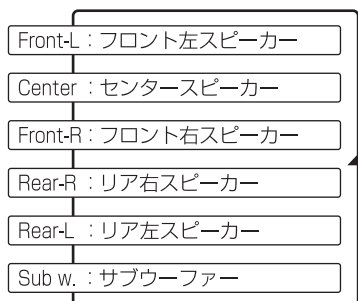 Front-L：フロント左スピーカー
Center：センタースピーカー
Front-R：フロント右スピーカー
Rear-R：リア右スピーカー
Rear-L：リア左スピーカー
Sub w.：サブウーファー